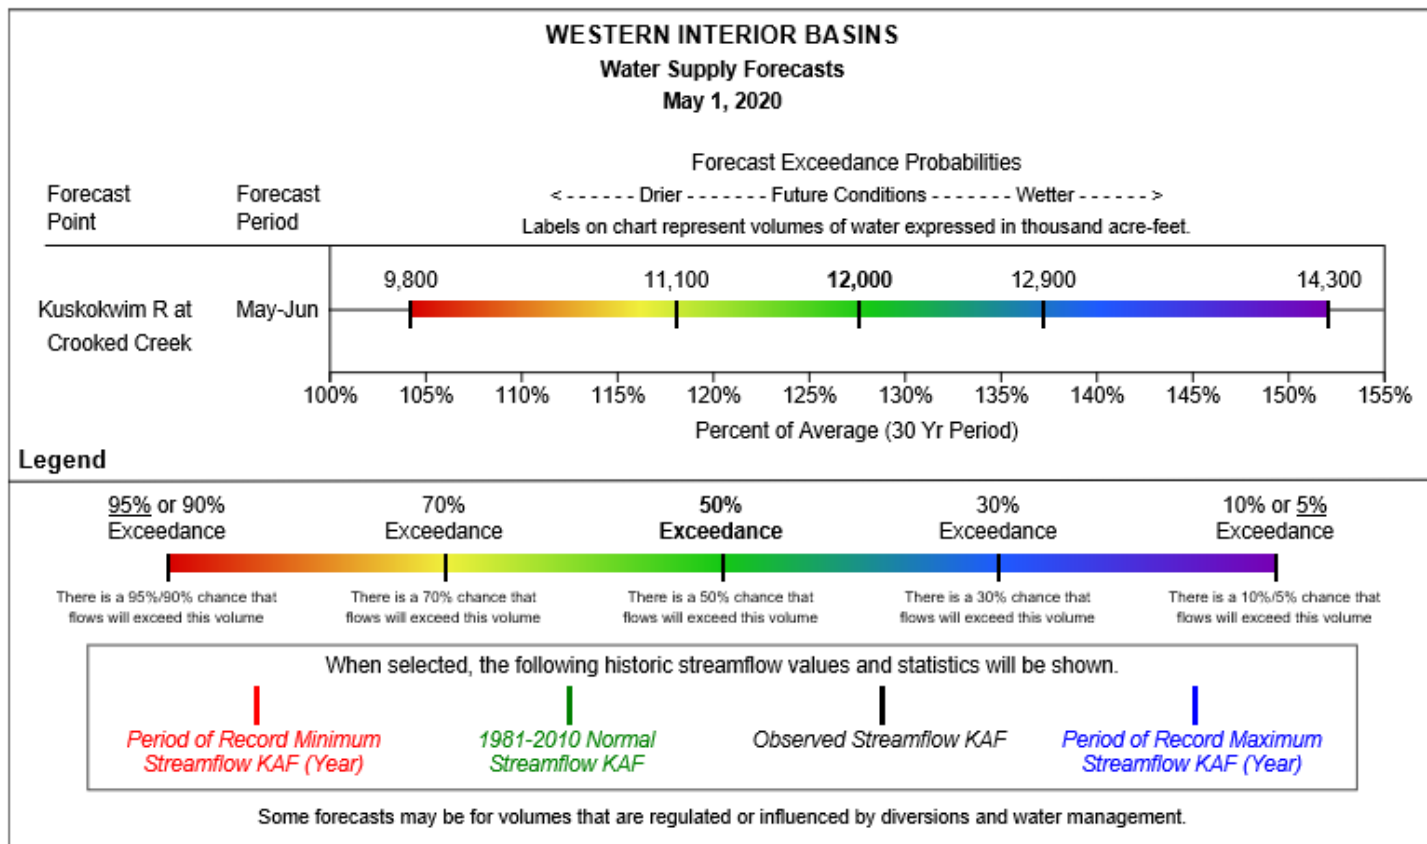 WESTERN INTERIOR BASINS
Water Supply Forecasts
May 1, 2020
Forecast Exceedance Probabilities
Forecast Point
Forecast Period
<- - - - - - Drier - - - - - - - Future Conditions - - - - - - - Wetter - - - - - ->
Labels on chart represent volumes of water expressed in thousand acre-feet.
9,800 11,100 12,000 12,900 14,300
Kuskokwim R at
Crooked Creek
May-Jun
100% 105% 110% 115% 120% 125% 130% 135% 140% 145% 150% 155%
Percent of Average (30 Yr Period)
Legend
95% or 90%
Exceedance
70%
Exceedance
50%
Exceedance
30%
Exceedance
10% or 5%
Exceedance
There is a 95%/90% chance that
flows will exceed this volume
There is a 70% chance that
flows will exceed this volume
There is a 50% chance that
flows will exceed this volume
There is a 30% chance that
flows will exceed this volume
There is a 10%/5% chance that
flows will exceed this volume
When selected, the following historic streamflow values and statistics will be shown.
Period of Record Minimum
Streamflow KAF (Year)
1981-2010 Normal
Streamflow KAF
Observed Streamflow KAF
Period of Record Maximum
Streamflow KAF (Year)
Some forecasts may be for volumes that are regulated or influenced by diversions and water management.